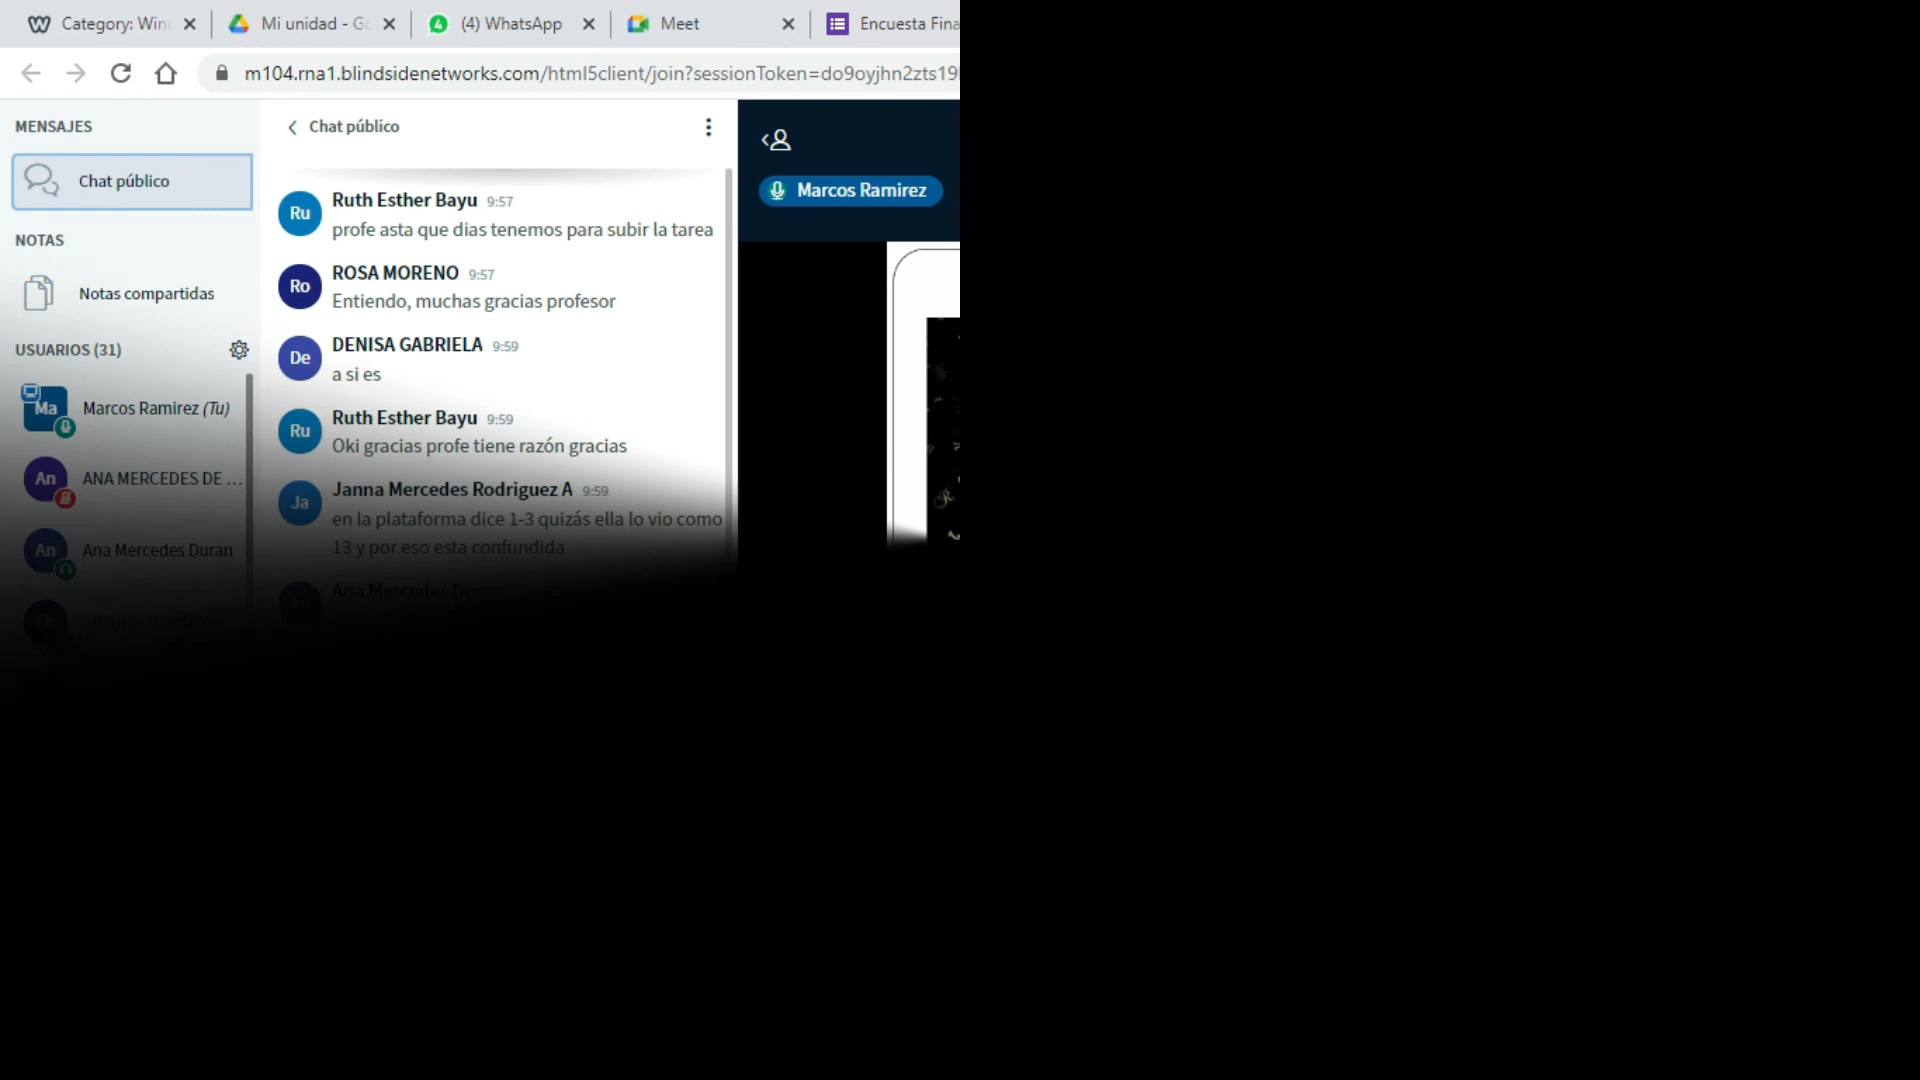 Category: Win
Mi unidad - Go
(4) WhatsApp
Meet
Encuesta Fina
m104.rna1.blindsidenetworks.com/html5client/join?sessionToken=do9oyjhn2zts19
MENSAJES
Chat público
NOTAS
Notas compartidas
USUARIOS (31)
Ma
Marcos Ramirez (Tu)
An
ANA MERCEDES DE ...
An
Ana Mercedes Duran
Chat público
Ru
Ruth Esther Bayu 9:57
profe asta que dias tenemos para subir la tarea
Ro
ROSA MORENO 9:57
Entiendo, muchas gracias profesor
De
DENISA GABRIELA 9:59
a si es
Ru
Ruth Esther Bayu 9:59
Oki gracias profe tiene razón gracias
Ja
Janna Mercedes Rodriguez A 9:59
en la plataforma dice 1-3 quizás ella lo vio como
13 y por eso esta confundida
Ana Mercedes
Marcos Ramirez